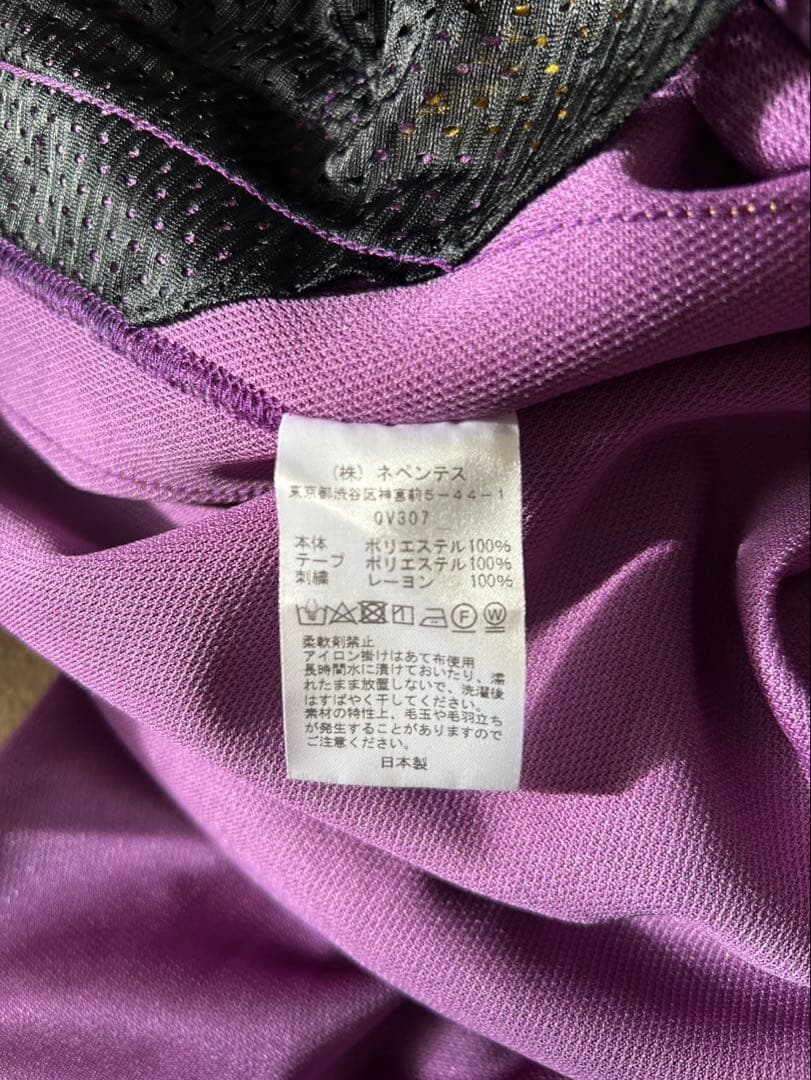 （株）ネペンテス
東京都渋谷区神宮前5-44-1
QV307
本体 ポリエステル100%
テープ ポリエステル100%
刺繍 レーヨン 100%
F W
柔軟剤禁止
アイロン掛けはあて布使用
長時間水に漬けておいたり、濡
れたまま放置しないで、洗濯後
はすばやく干してください。
素材の特性上、毛玉や毛羽立ち
が発生することがありますので
ご注意ください。
日本製